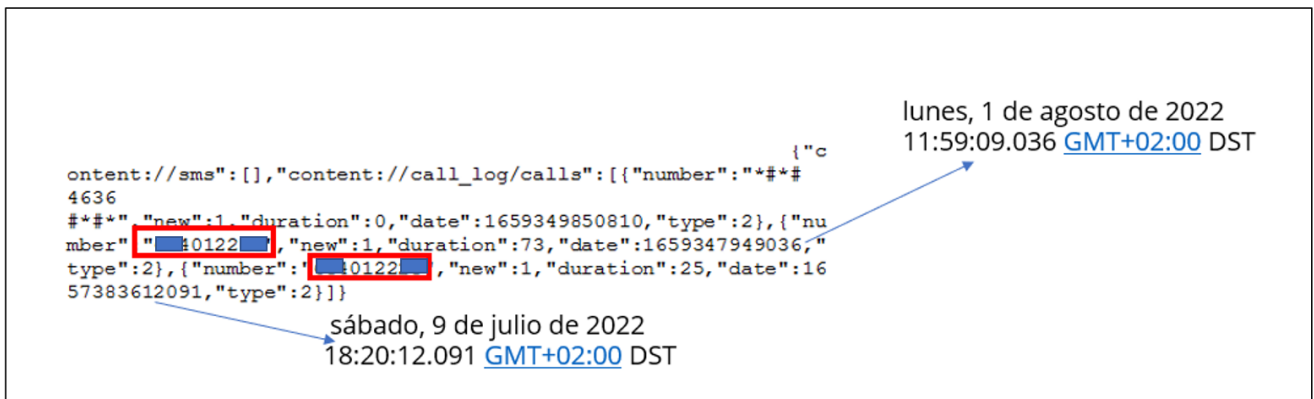 lunes, 1 de agosto de 2022
11:59:09.036 GMT+02:00 DST
{"c
ontent://sms":[],"content://call_log/calls":[{"number":"*#*#
4636
#*#*","new":1,"duration":0,"date":1659349850810,"type":2},{"nu
mber" "40122 ","new":1,"duration":73,"date":1659347949036,"
type":2},{"number":" 0122 ","new":1,"duration":25,"date":16
57383612091,"type":2}]}
sábado, 9 de julio de 2022
18:20:12.091 GMT+02:00 DST